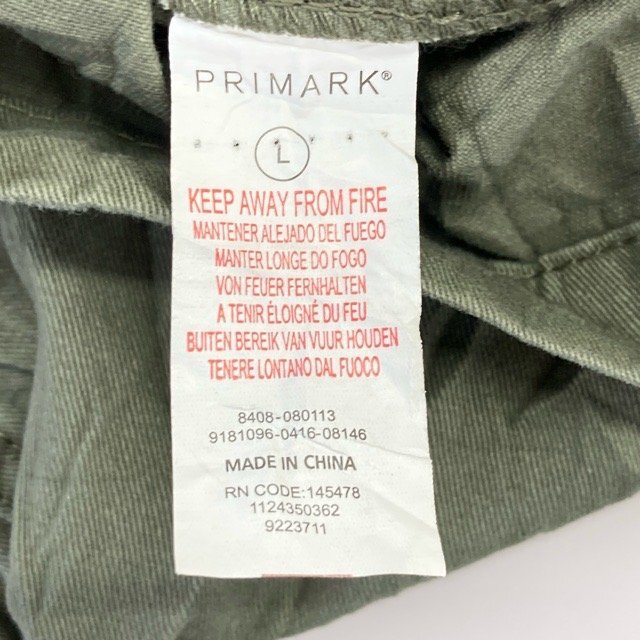 PRIMARK®
L
KEEP AWAY FROM FIRE
MANTENER ALEJADO DEL FUEGO
MANTER LONGE DO FOGO
VON FEUER FERNHALTEN
A TENIR ÉLOIGNÉ DU FEU
BUITEN BEREIK VAN VUUR HOUDEN
TENERE LONTANO DAL FUOCO
8408-080113
9181096-0416-08146
MADE IN CHINA
RN CODE:145478
1124350362
9223711